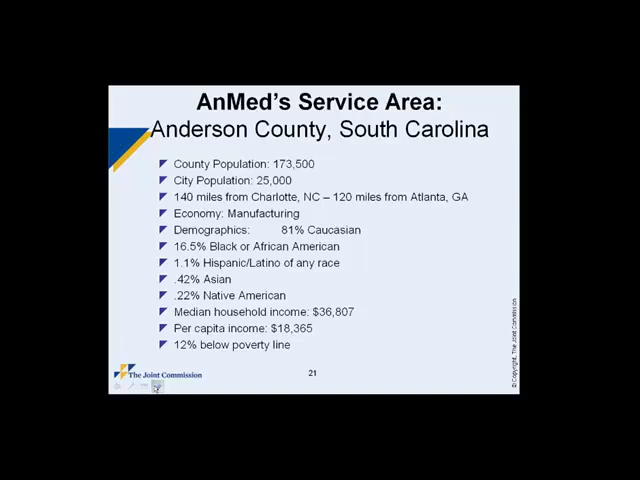 AnMed's Service Area:
Anderson County, South Carolina
County Population: 173,500
City Population: 25,000
140 miles from Charlotte, NC – 120 miles from Atlanta, GA
Economy: Manufacturing
Demographics: 81% Caucasian
16.5% Black or African American
1.1% Hispanic/Latino of any race
.42% Asian
.22% Native American
Median household income: $36,807
Per capita income: $18,365
12% below poverty line
The Joint Commission
21
© Copyright, The Joint Commission